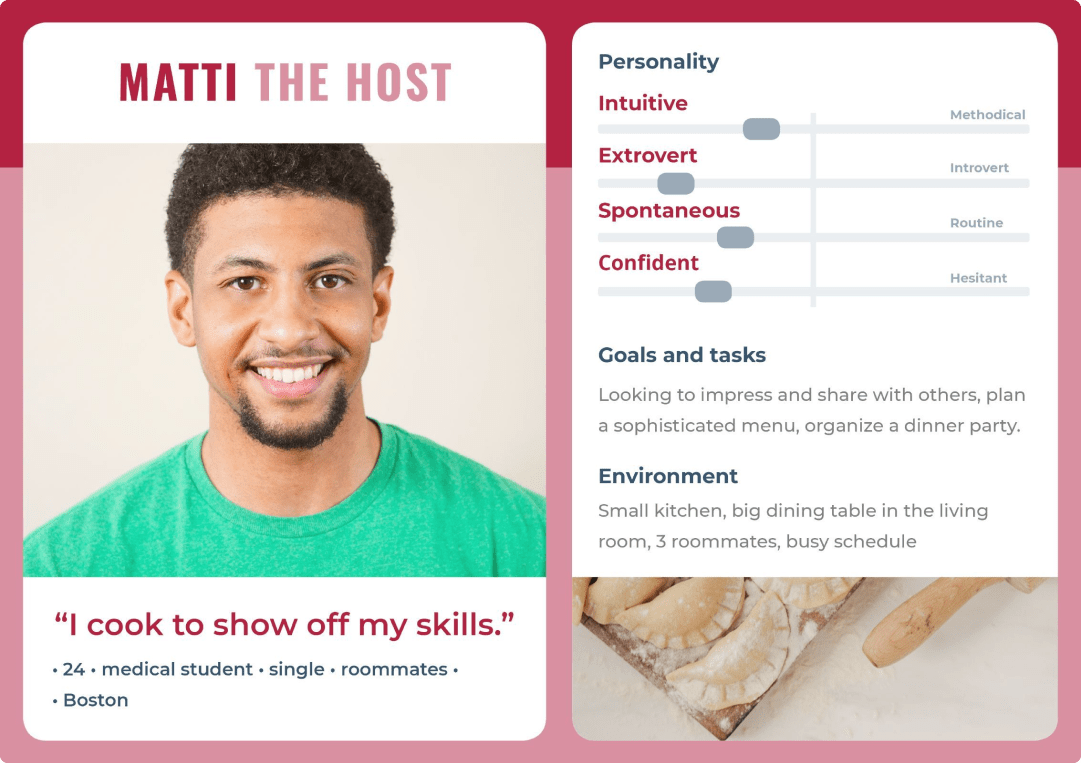 MATTI THE HOST
“I cook to show off my skills.”
• 24 • medical student • single • roommates •
• Boston
Personality
Intuitive
Methodical
Extrovert
Introvert
Spontaneous
Routine
Confident
Hesitant
Goals and tasks
Looking to impress and share with others, plan
a sophisticated menu, organize a dinner party.
Environment
Small kitchen, big dining table in the living
room, 3 roommates, busy schedule